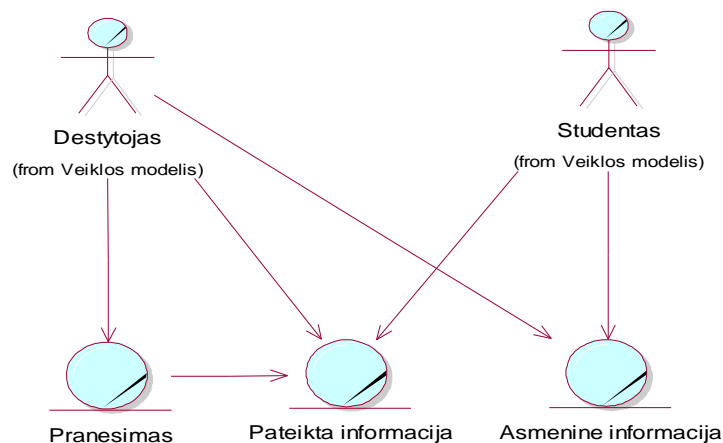 Destytojas
(from Veiklos modelis)
Studentas
(from Veiklos modelis)
Pranesimas
Pateikta informacija
Asmenine informacija